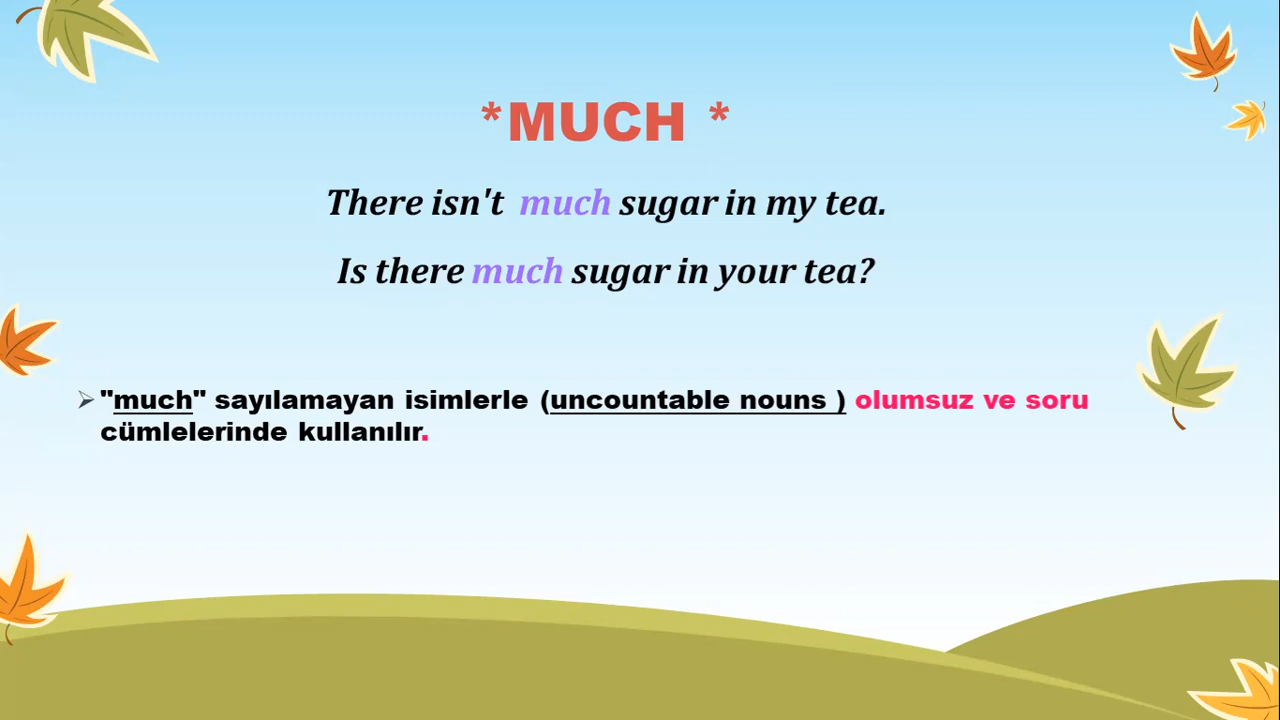 *MUCH *
There isn't much sugar in my tea.
Is there much sugar in your tea?
"much" sayılamayan isimlerle (uncountable nouns ) olumsuz ve soru
cümlelerinde kullanılır.